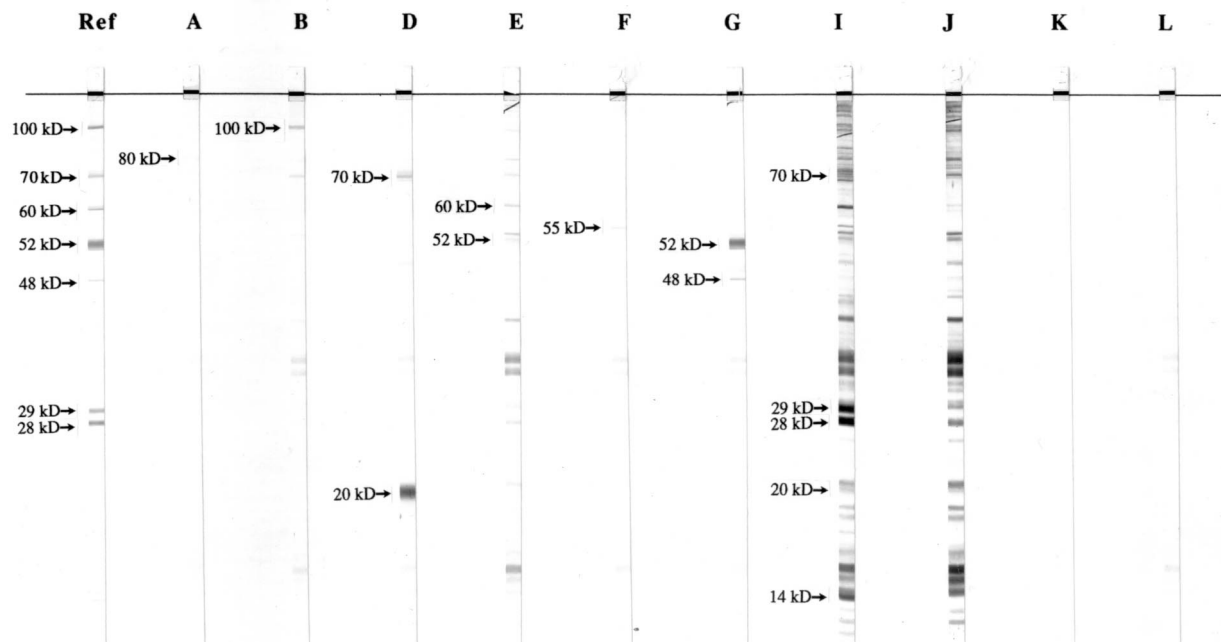 Ref A B D E F G I J K L
100 kD→
70 kD→
60 kD→
52 kD→
48 kD→
29 kD→
28 kD→
80 kD→
100 kD→
70 kD→
20 kD→
60 kD→
52 kD→
55 kD→
52 kD→
48 kD→
70 kD→
29 kD→
28 kD→
20 kD→
14 kD→